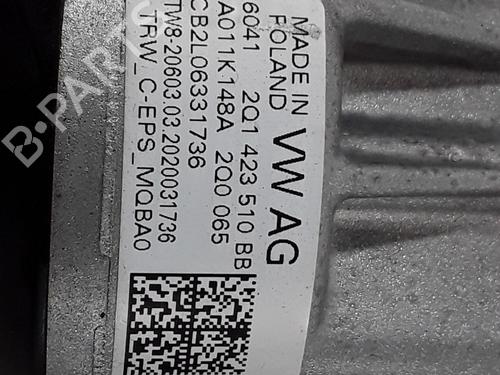 MADE IN
POLAND
VW AG
6041 2Q1 423 510 BB
A011K148A 2Q0 065
CB2L06331736
TW8-20603.03.2020031736
TRW_C-EPS_MQBA0
B-PARTS